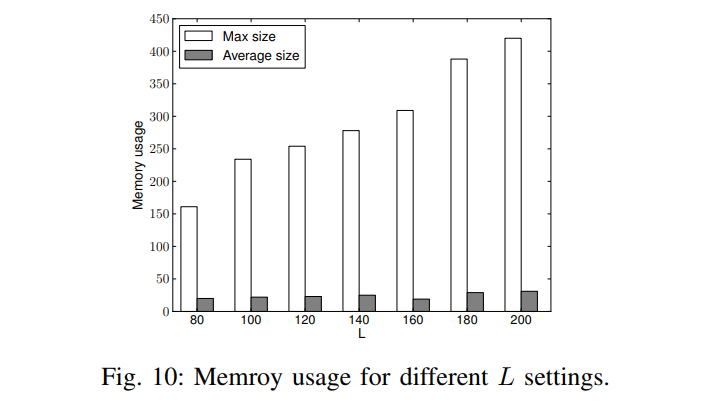 450
400
350
300
250
200
150
100
50
0
Memory usage
Max size
Average size
80 100 120 140 160 180 200
L
Fig. 10: Memroy usage for different L settings.